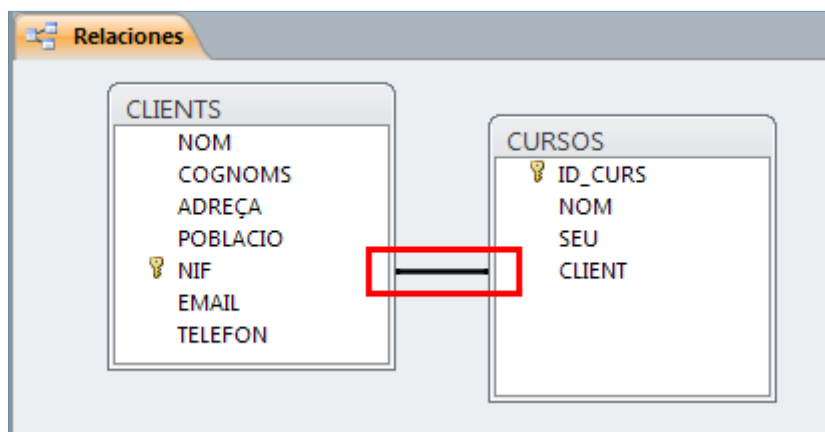 Relaciones
CLIENTS
NOM
COGNOMS
ADREÇA
POBLACIO
NIF
EMAIL
TELEFON
CURSOS
ID_CURS
NOM
SEU
CLIENT